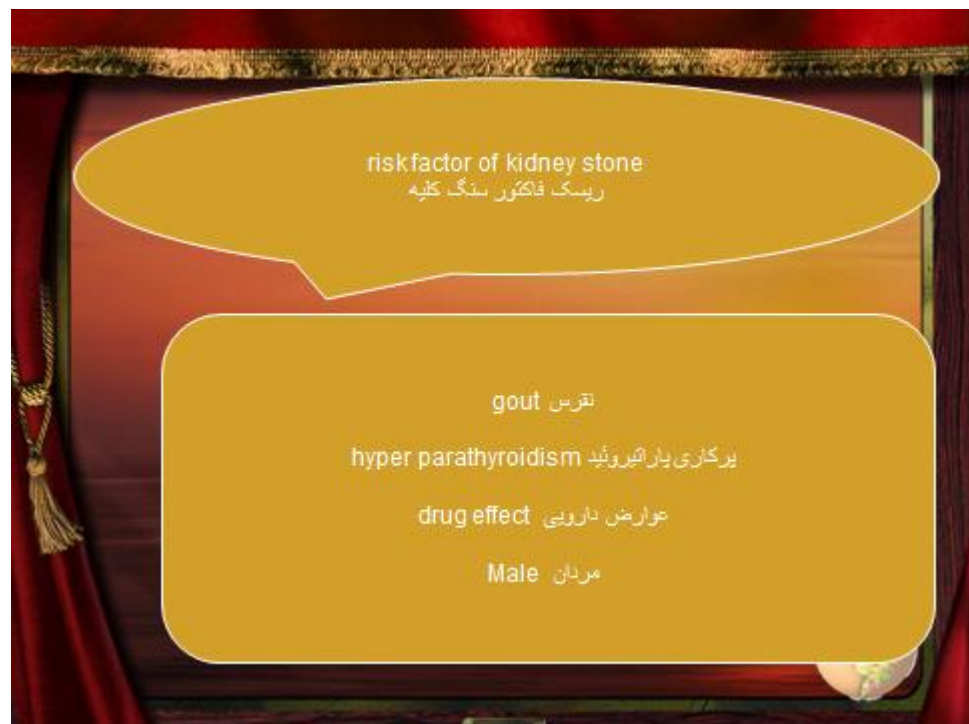 risk factor of kidney stone
ریسک فاکتور سنگ کلیه
نقرس gout
پرکاری پاراتیروئید hyper parathyroidism
عوارض دارویی drug effect
مردان Male